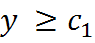 y ≥ c₁